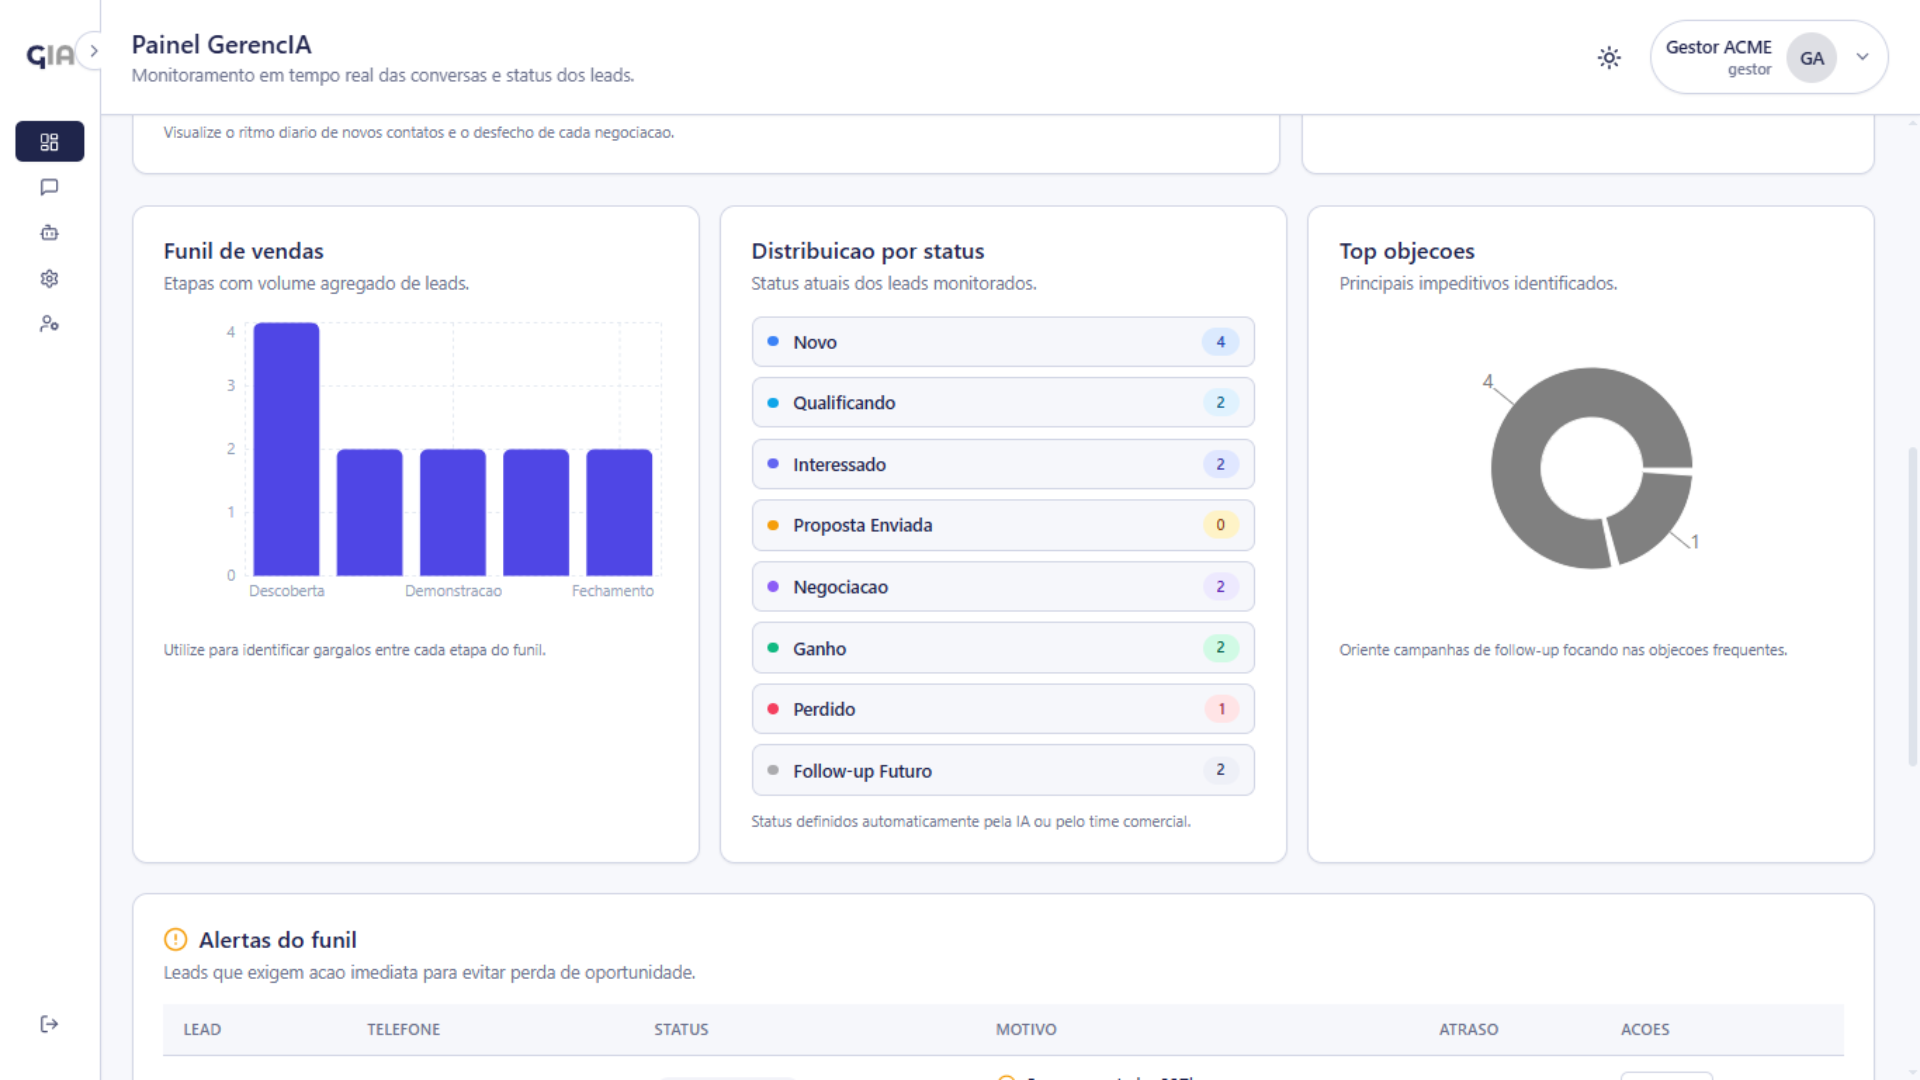 GIA
Painel GerencIA
Monitoramento em tempo real das conversas e status dos leads.
Gestor ACME
gestor
GA
Visualize o ritmo diario de novos contatos e o desfecho de cada negociacao.
Funil de vendas
Etapas com volume agregado de leads.
4
3
2
1
0
Descoberta
Demonstracao
Fechamento
Utilize para identificar gargalos entre cada etapa do funil.
Distribuicao por status
Status atuais dos leads monitorados.
Novo 4
Qualificando 2
Interessado 2
Proposta Enviada 0
Negociacao 2
Ganho 2
Perdido 1
Follow-up Futuro 2
Status definidos automaticamente pela IA ou pelo time comercial.
Top objecoes
Principais impeditivos identificados.
4
1
Oriente campanhas de follow-up focando nas objecoes frequentes.
Alertas do funil
Leads que exigem acao imediata para evitar perda de oportunidade.
LEAD TELEFONE STATUS MOTIVO ATRASO ACOES